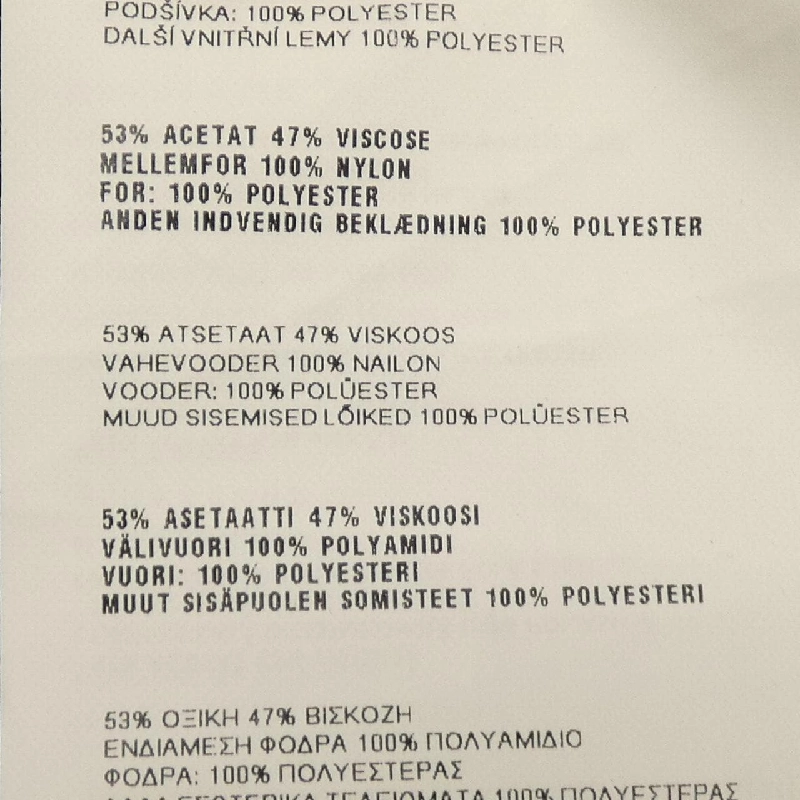 PODŠÍVKA: 100% POLYESTER
DALŠÍ VNITŘNÍ LEMY 100% POLYESTER
53% ACETAT 47% VISCOSE
MELLEMFOR 100% NYLON
FOR: 100% POLYESTER
ANDEN INDVENDIG BEKLÆDNING 100% POLYESTER
53% ATSETAAT 47% VISKOOS
VAHEVOODER 100% NAILON
VOODER: 100% POLÜESTER
MUUD SISEMISED LÕIKED 100% POLÜESTER
53% ASETAATTI 47% VISKOOSI
VÄLIVUORI 100% POLYAMIDI
VUORI: 100% POLYESTERI
MUUT SISÄPUOLEN SOMISTEET 100% POLYESTERI
53% ΟΞΙΚΗ 47% ΒΙΣΚΟΖΗ
ΕΝΔΙΑΜΕΣΗ ΦΟΔΡΑ 100% ΠΟΛΥΑΜΙΔΙΟ
ΦΟΔΡΑ: 100% ΠΟΛΥΕΣΤΕΡΑΣ
100% ΠΟΛΥΕΣΤΕΡΑΣ